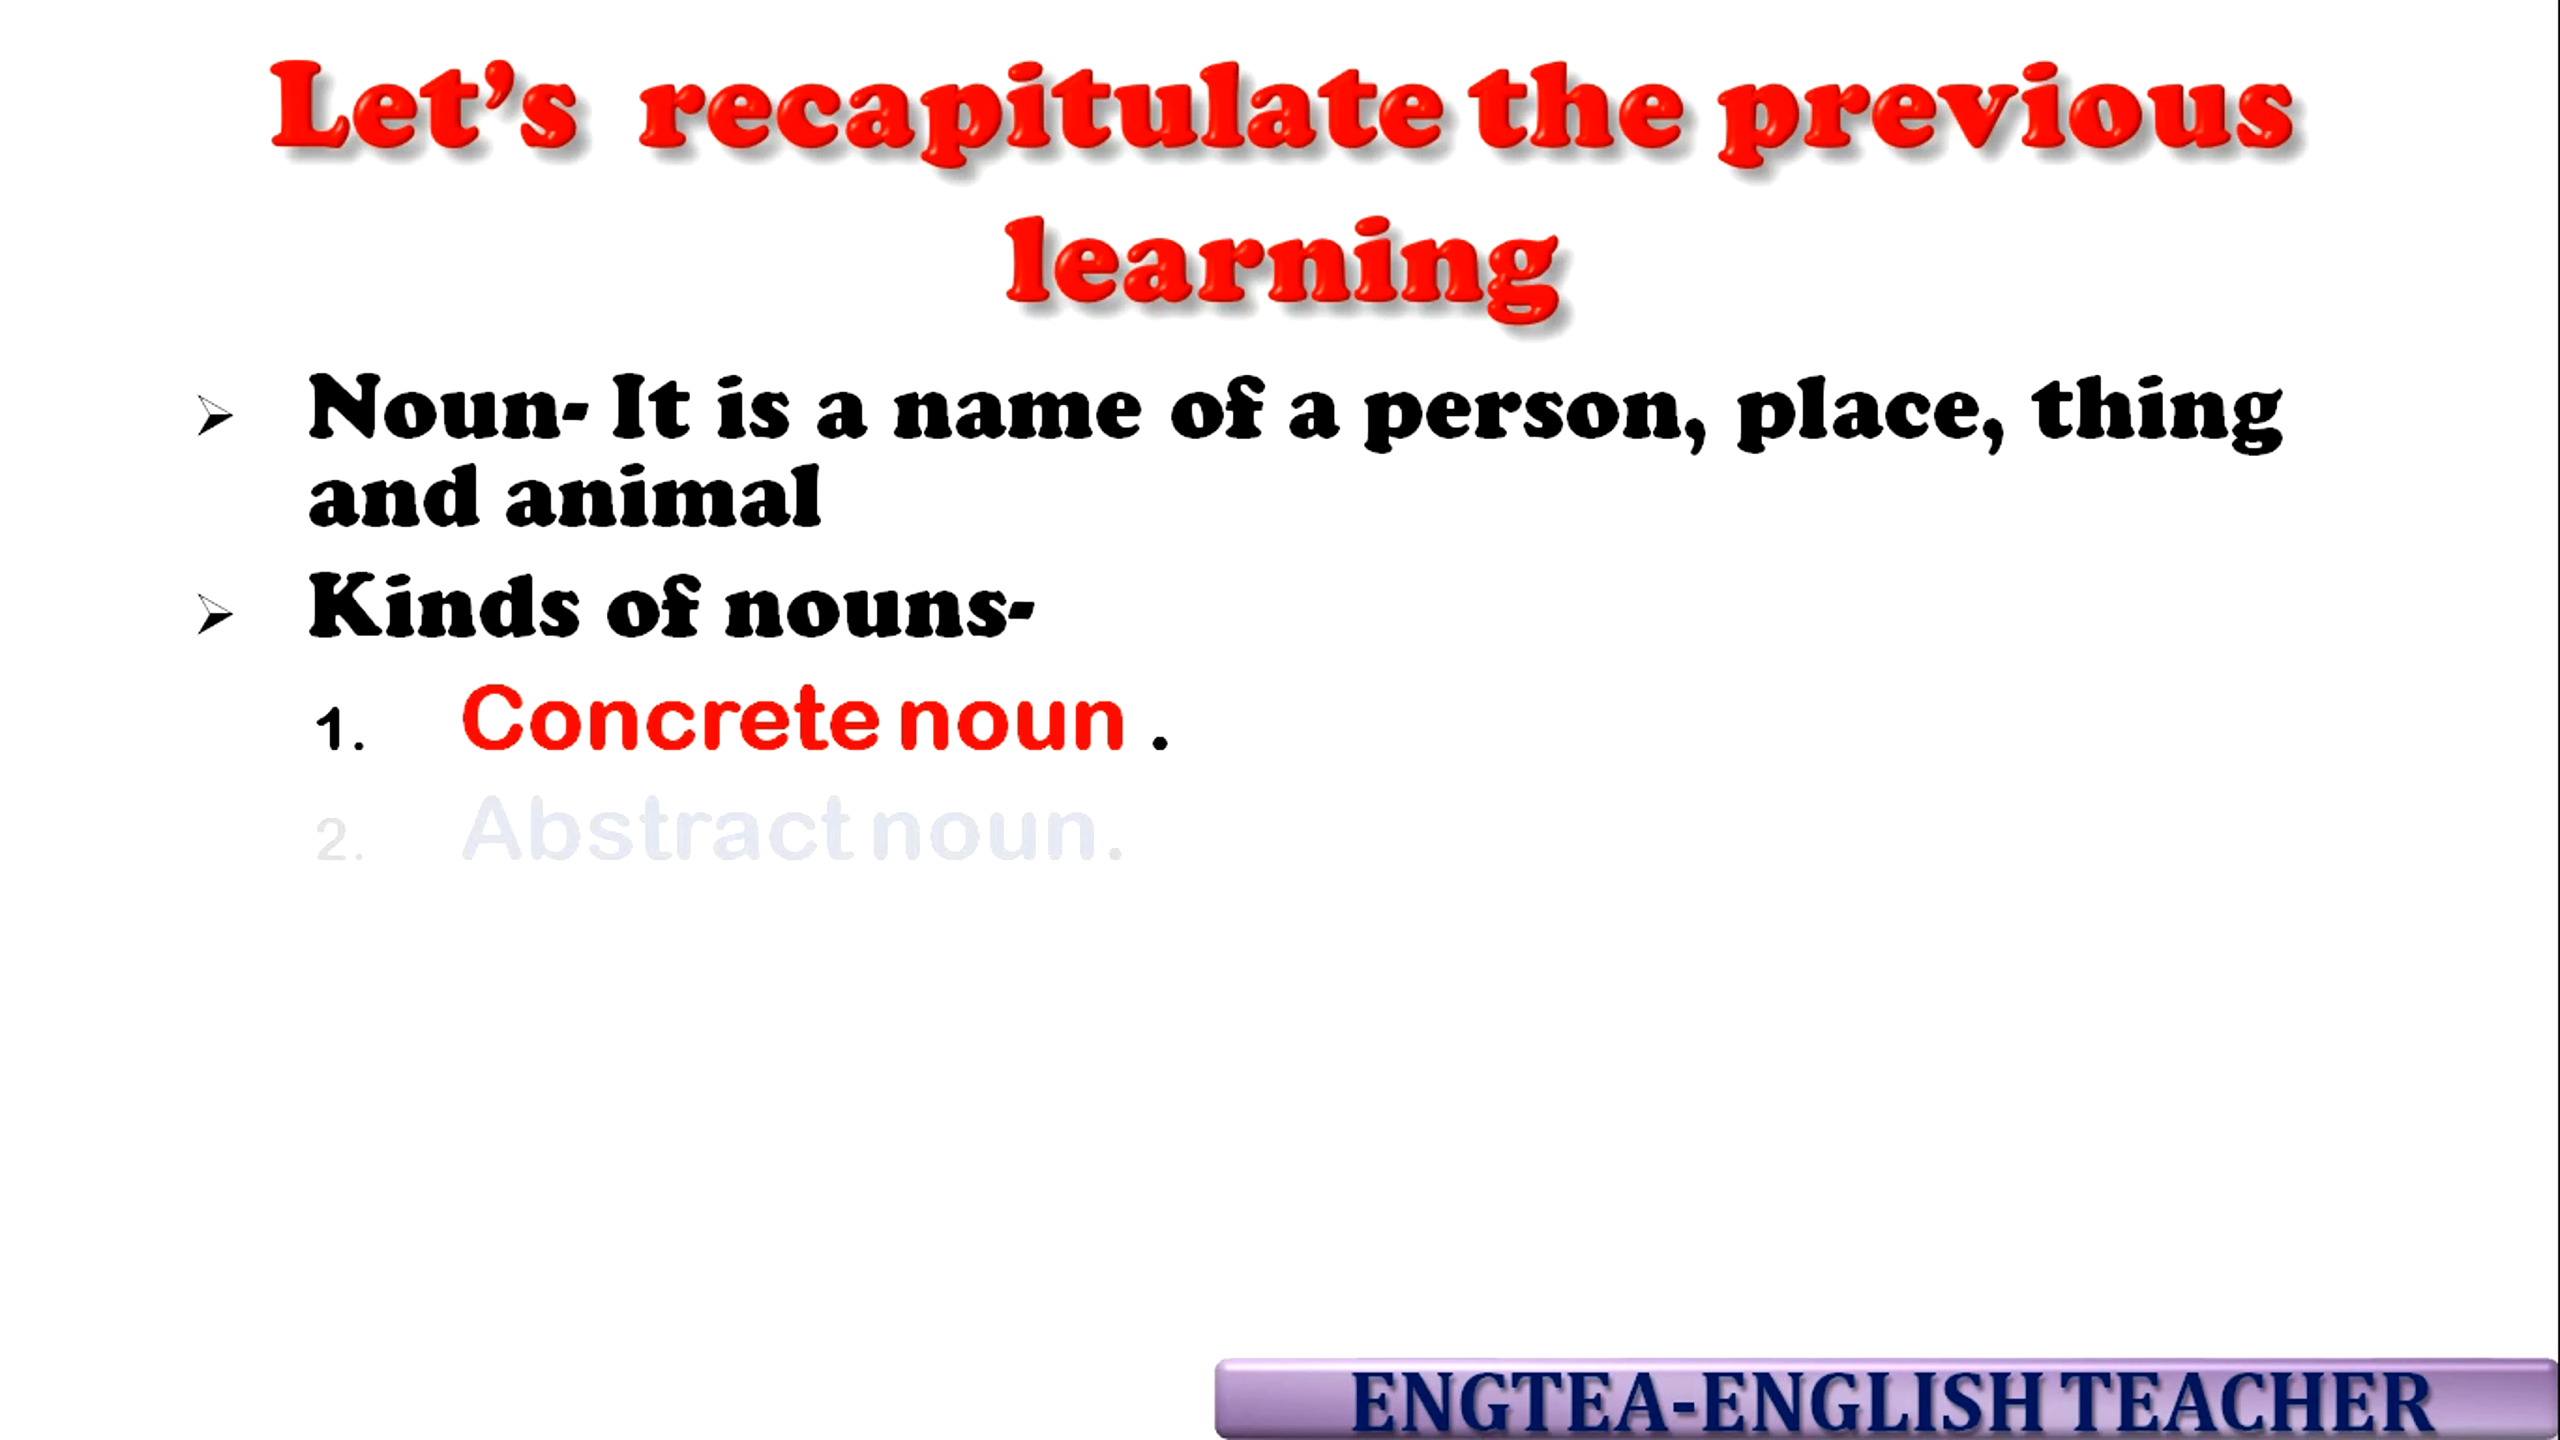 Let’s recapitulate the previous
learning
➢ Noun- It is a name of a person, place, thing
and animal
➢ Kinds of nouns-
1. Concrete noun .
2. Abstract noun.
ENGTEA-ENGLISH TEACHER